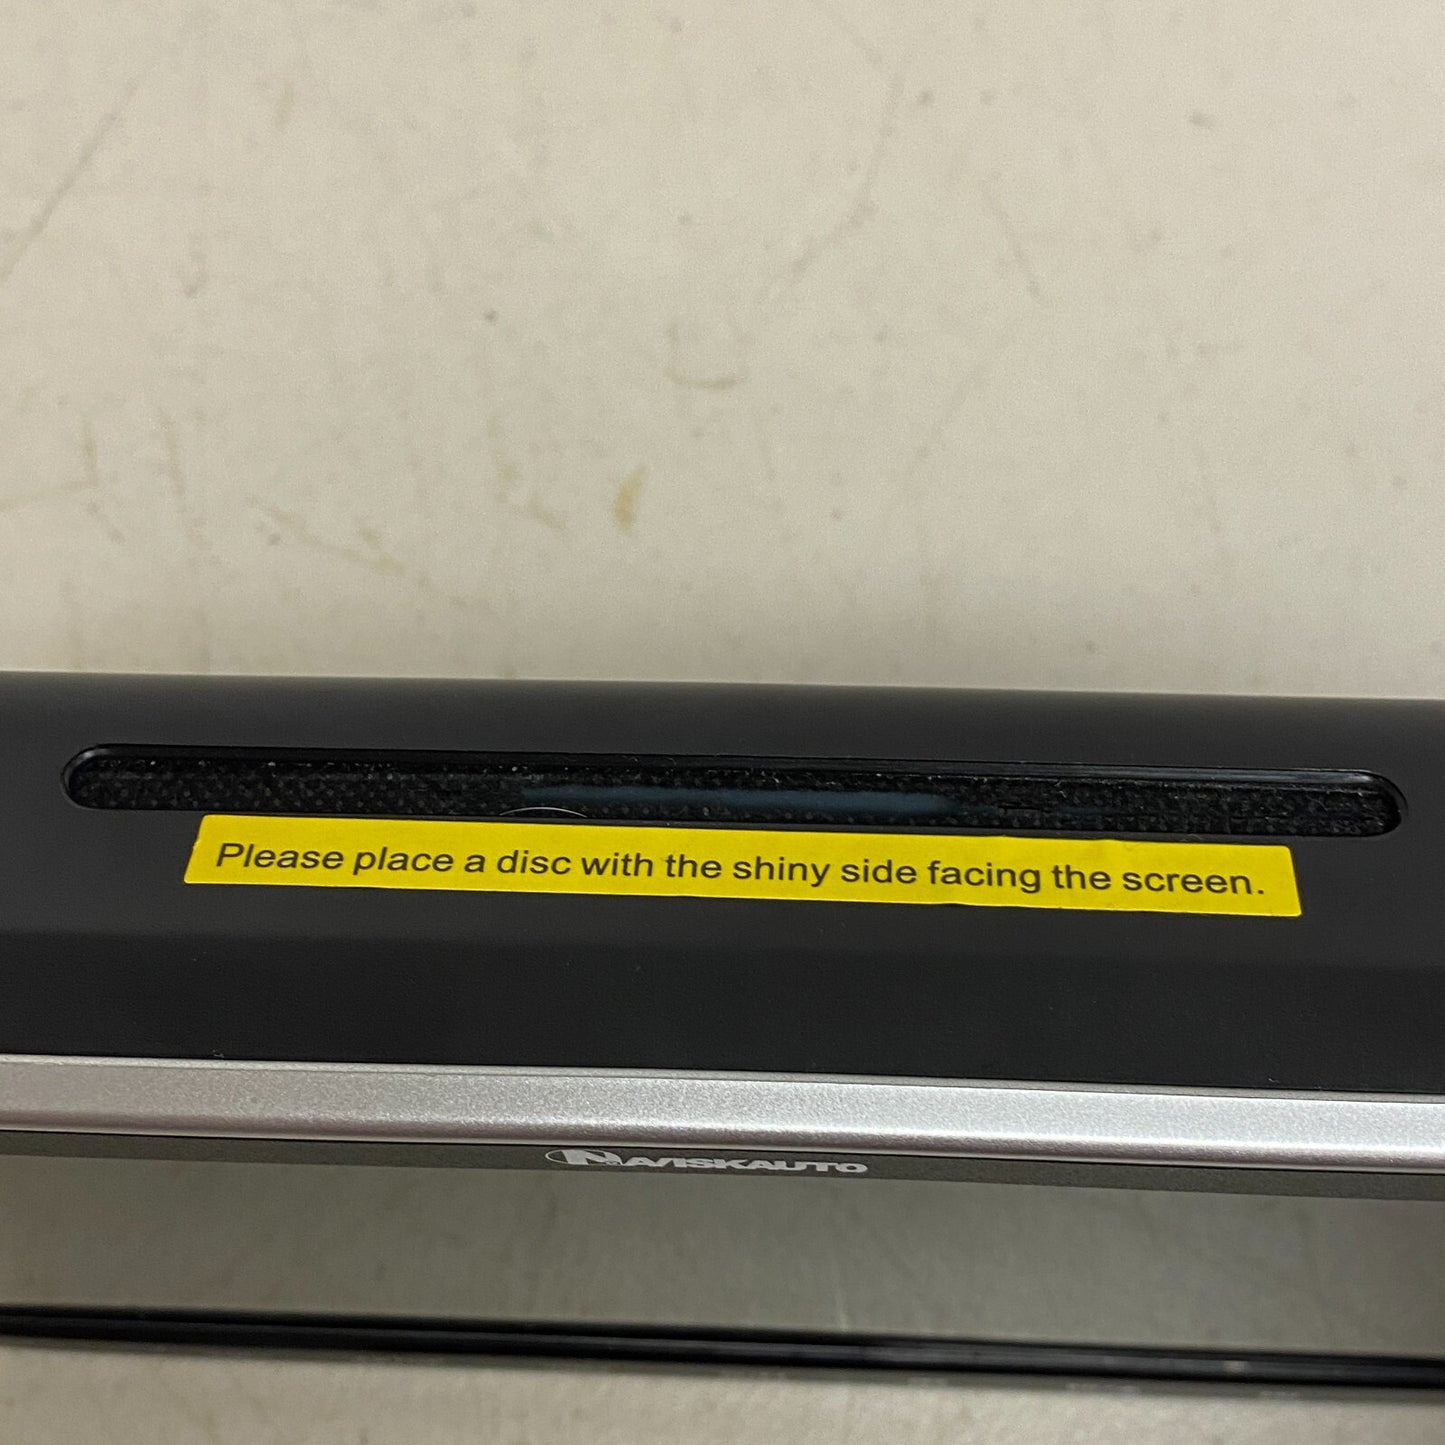 Please place a disc with the shiny side facing the screen.
NAVISKAUTO